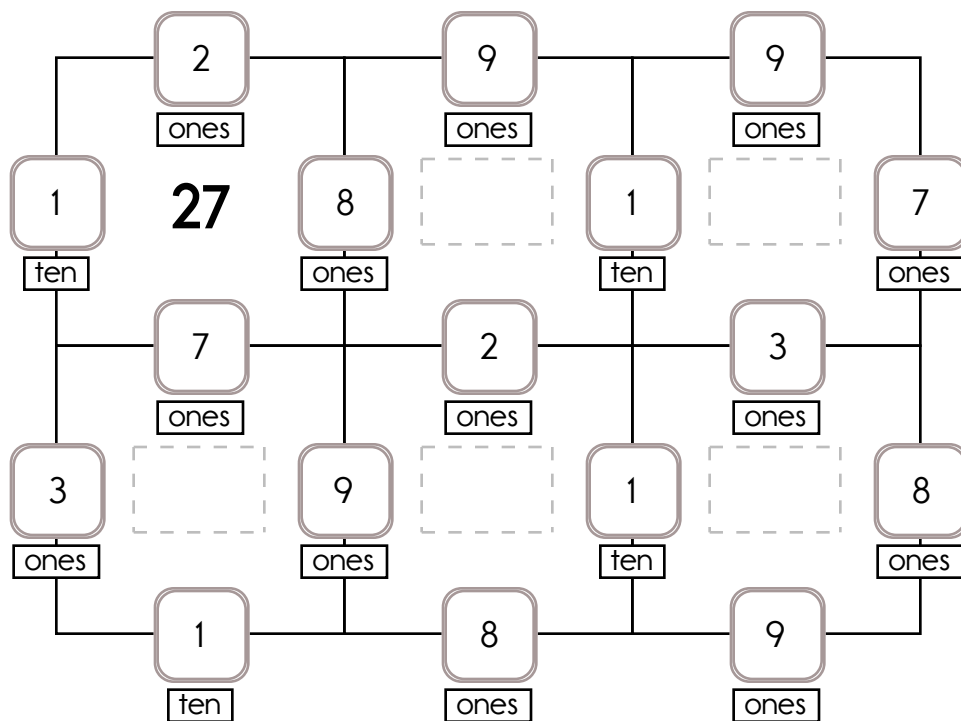 2 9 9
ones ones ones
1 27 8 1 7
ten ones ten ones
7 2 3
ones ones ones
3 9 1 8
ones ones ten ones
1 8 9
ten ones ones